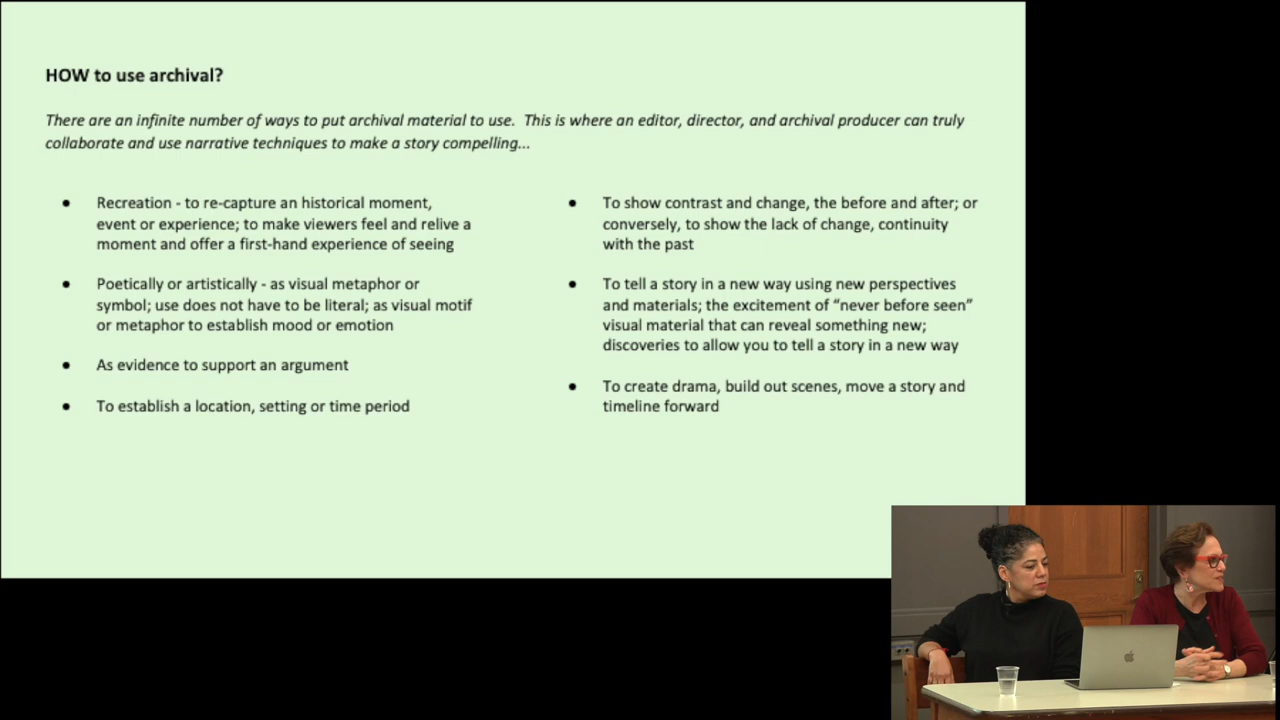 HOW to use archival?
There are an infinite number of ways to put archival material to use.  This is where an editor, director, and archival producer can truly
collaborate and use narrative techniques to make a story compelling...
● Recreation - to re-capture an historical moment,
event or experience; to make viewers feel and relive a
moment and offer a first-hand experience of seeing
● Poetically or artistically - as visual metaphor or
symbol; use does not have to be literal; as visual motif
or metaphor to establish mood or emotion
● As evidence to support an argument
● To establish a location, setting or time period
● To show contrast and change, the before and after; or
conversely, to show the lack of change, continuity
with the past
● To tell a story in a new way using new perspectives
and materials; the excitement of “never before seen”
visual material that can reveal something new;
discoveries to allow you to tell a story in a new way
● To create drama, build out scenes, move a story and
timeline forward